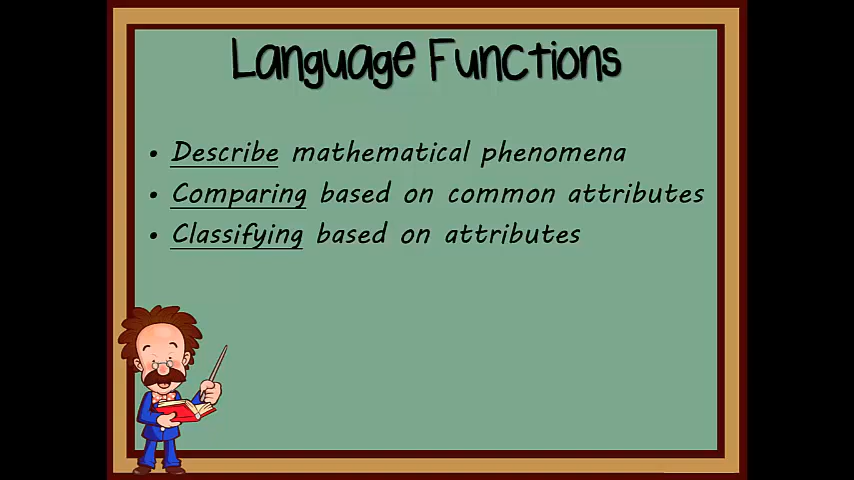 Language Functions
• Describe mathematical phenomena
• Comparing based on common attributes
• Classifying based on attributes